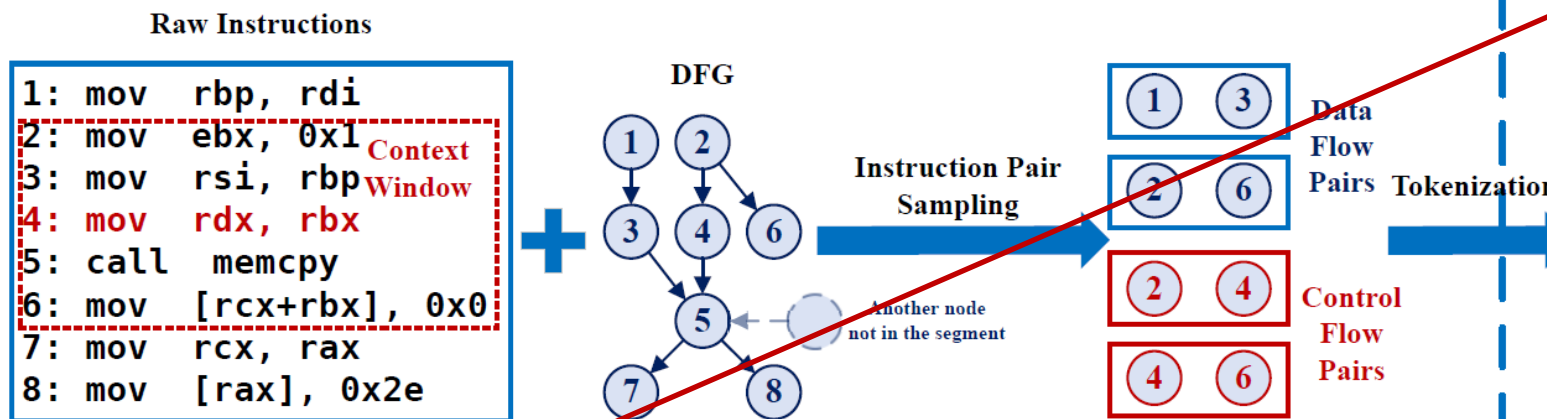 Raw Instructions
1: mov rbp, rdi
2: mov ebx, 0x1
3: mov rsi, rbp
4: mov rdx, rbx
5: call memcpy
6: mov [rcx+rbx], 0x0
7: mov rcx, rax
8: mov [rax], 0x2e
Context
Window
DFG
1
2
3
4
6
5
7
8
Another node
not in the segment
Instruction Pair
Sampling
1 3
2 6
2 4
4 6
Data
Flow
Pairs
Control
Flow
Pairs
Tokenization